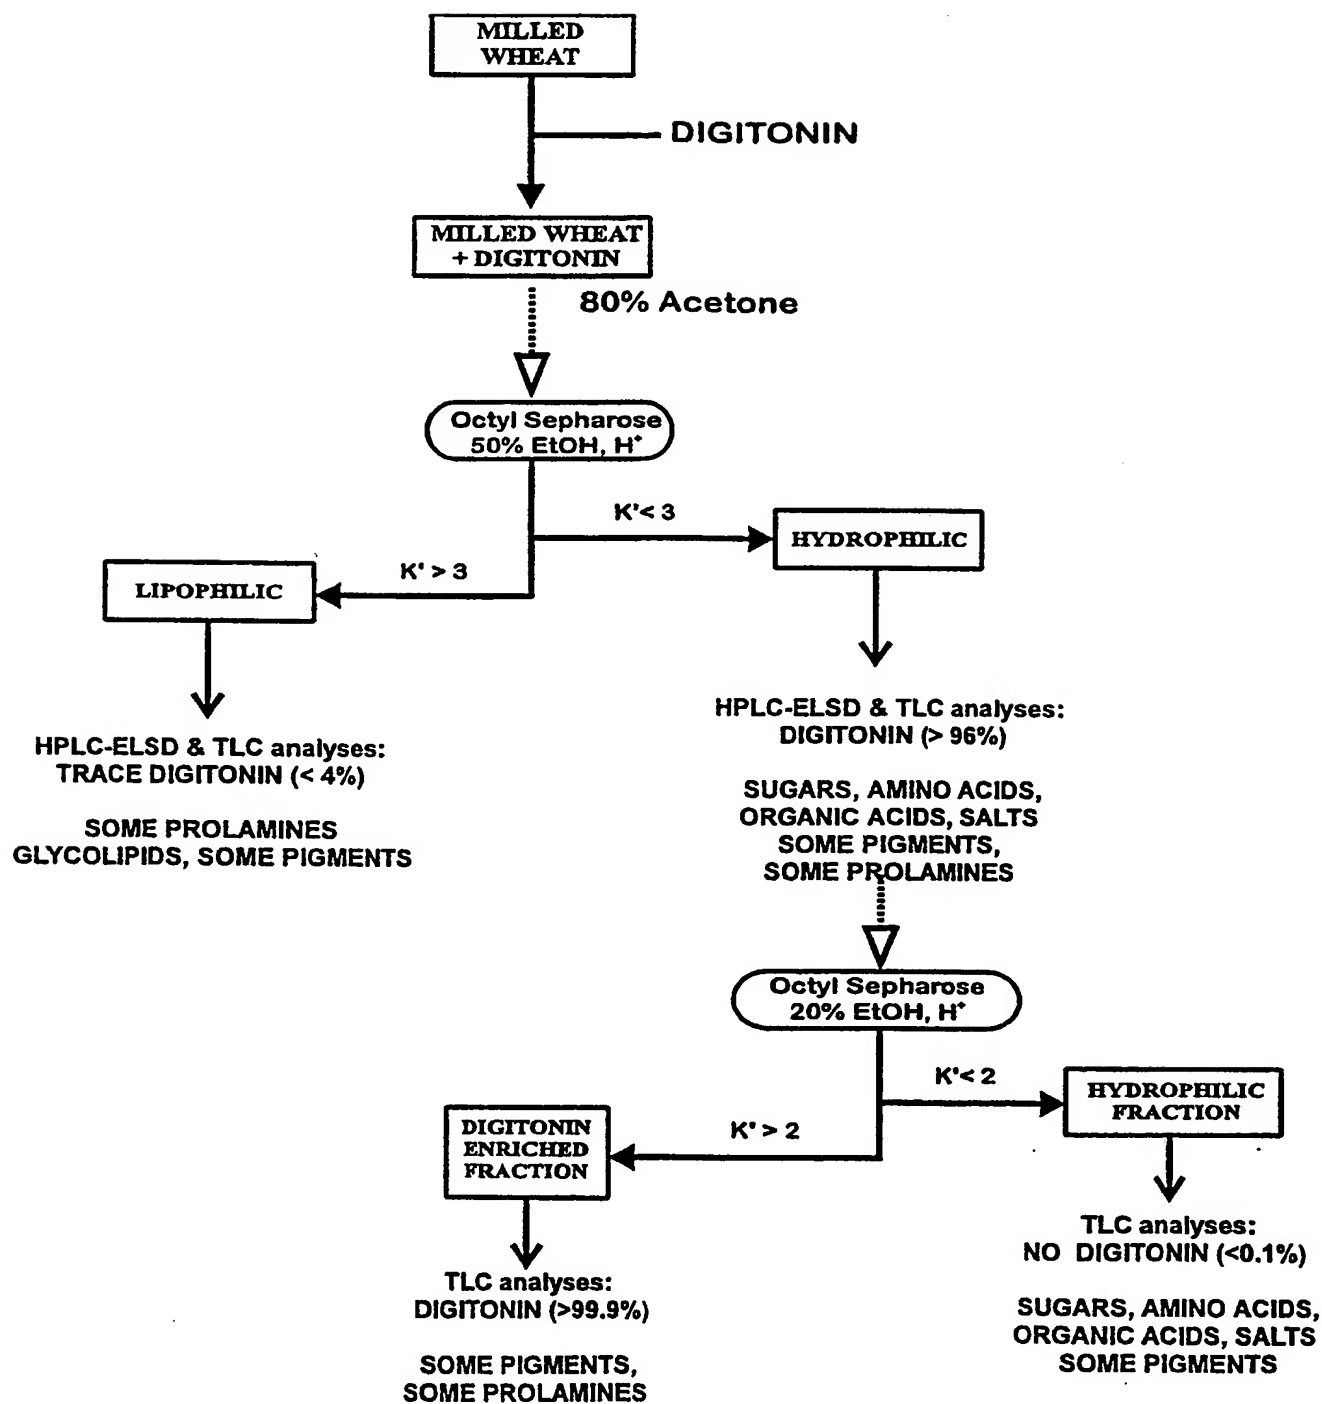 MILLED
WHEAT
DIGITONIN
MILLED WHEAT
+ DIGITONIN
80% Acetone
Octyl Sepharose
50% EtOH, H⁺
K'< 3
HYDROPHILIC
K' > 3
LIPOPHILIC
HPLC-ELSD & TLC analyses:
TRACE DIGITONIN (< 4%)
SOME PROLAMINES
GLYCOLIPIDS, SOME PIGMENTS
HPLC-ELSD & TLC analyses:
DIGITONIN (> 96%)
SUGARS, AMINO ACIDS,
ORGANIC ACIDS, SALTS
SOME PIGMENTS,
SOME PROLAMINES
Octyl Sepharose
20% EtOH, H⁺
K'< 2
HYDROPHILIC
FRACTION
K' > 2
DIGITONIN
ENRICHED
FRACTION
TLC analyses:
NO DIGITONIN (<0.1%)
SUGARS, AMINO ACIDS,
ORGANIC ACIDS, SALTS
SOME PIGMENTS
TLC analyses:
DIGITONIN (>99.9%)
SOME PIGMENTS,
SOME PROLAMINES